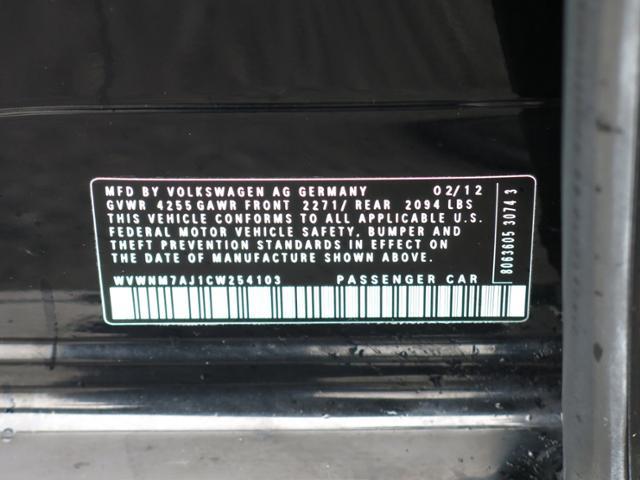 MFD BY VOLKSWAGEN AG GERMANY 02/12
GVWR 4255 GAWR FRONT 2271/ REAR 2094 LBS
THIS VEHICLE CONFORMS TO ALL APPLICABLE U.S.
FEDERAL MOTOR VEHICLE SAFETY, BUMPER AND
THEFT PREVENTION STANDARDS IN EFFECT ON
THE DATE OF MANUFACTURE SHOWN ABOVE.
WVWNM7AJ1CW254103 PASSENGER CAR
8063605 3074 3